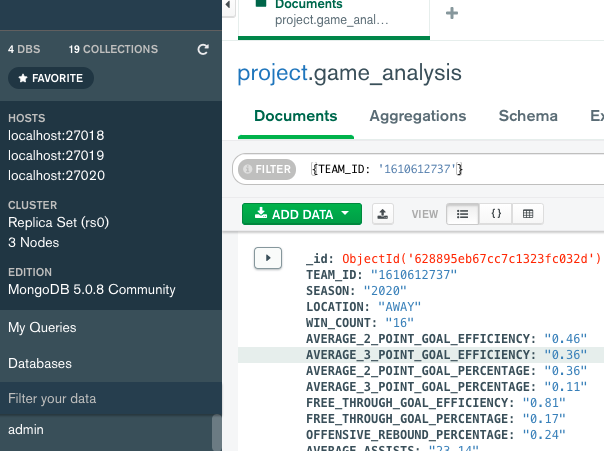 Documents
project.game_anal...
4 DBS
19 COLLECTIONS
FAVORITE
HOSTS
localhost:27018
localhost:27019
localhost:27020
CLUSTER
Replica Set (rs0)
3 Nodes
EDITION
MongoDB 5.0.8 Community
My Queries
Databases
Filter your data
admin
project.game_analysis
Documents
Aggregations
Schema
Ex
FILTER
{TEAM_ID: '1610612737'}
ADD DATA
VIEW
{}
_id: ObjectId('628895eb67cc7c1323fc032d')
TEAM_ID: "1610612737"
SEASON: "2020"
LOCATION: "AWAY"
WIN_COUNT: "16"
AVERAGE_2_POINT_GOAL_EFFICIENCY: "0.46"
AVERAGE_3_POINT_GOAL_EFFICIENCY: "0.36"
AVERAGE_2_POINT_GOAL_PERCENTAGE: "0.36"
AVERAGE_3_POINT_GOAL_PERCENTAGE: "0.11"
FREE_THROUGH_GOAL_EFFICIENCY: "0.81"
FREE_THROUGH_GOAL_PERCENTAGE: "0.17"
OFFENSIVE_REBOUND_PERCENTAGE: "0.24"
AVERAGE_ASSISTS: "23.14"